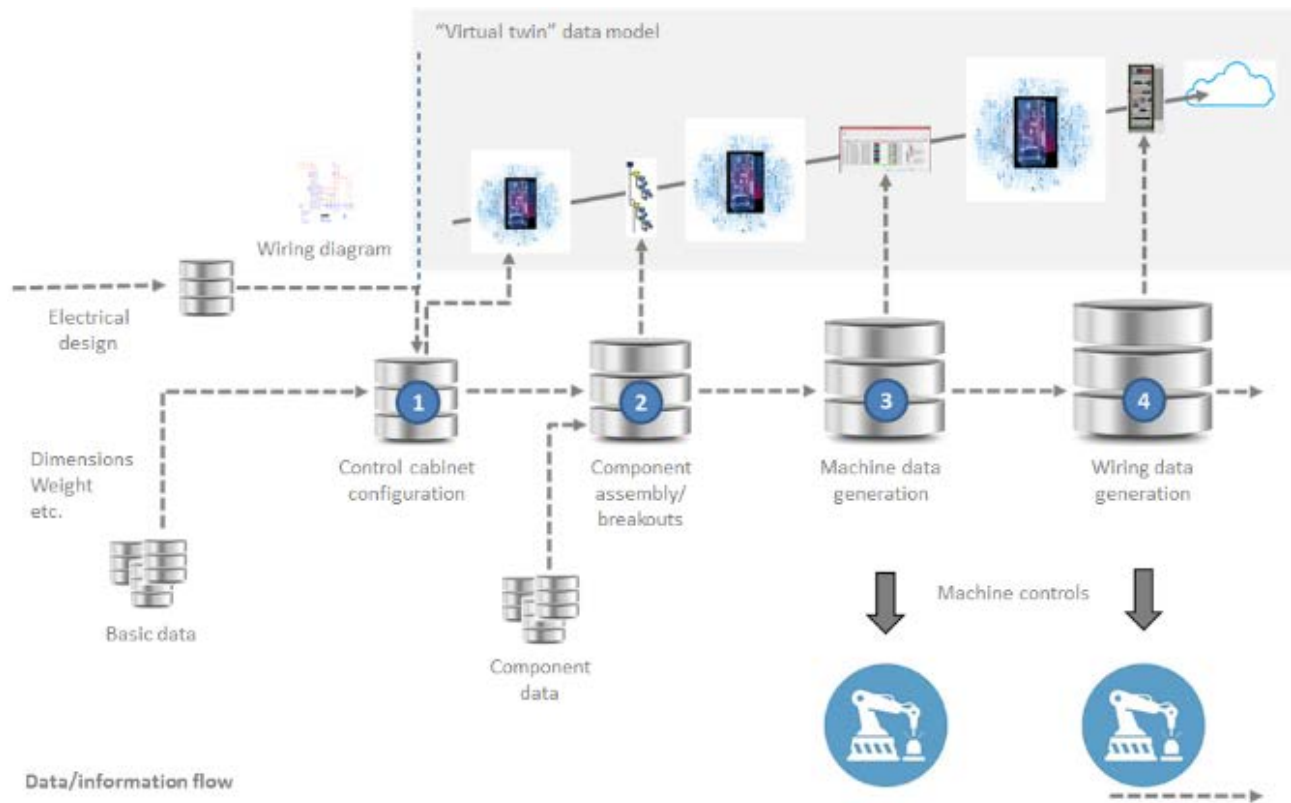 “Virtual twin” data model
Wiring diagram
Electrical
design
1
2
3
4
Dimensions
Weight
etc.
Control cabinet
configuration
Component
assembly/
breakouts
Machine data
generation
Wiring data
generation
Basic data
Component
data
Machine controls
Data/information flow